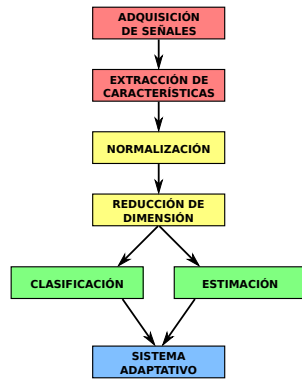 ADQUISICIÓN
DE SEÑALES
EXTRACCIÓN DE
CARACTERÍSTICAS
NORMALIZACIÓN
REDUCCIÓN DE
DIMENSIÓN
CLASIFICACIÓN
ESTIMACIÓN
SISTEMA
ADAPTATIVO